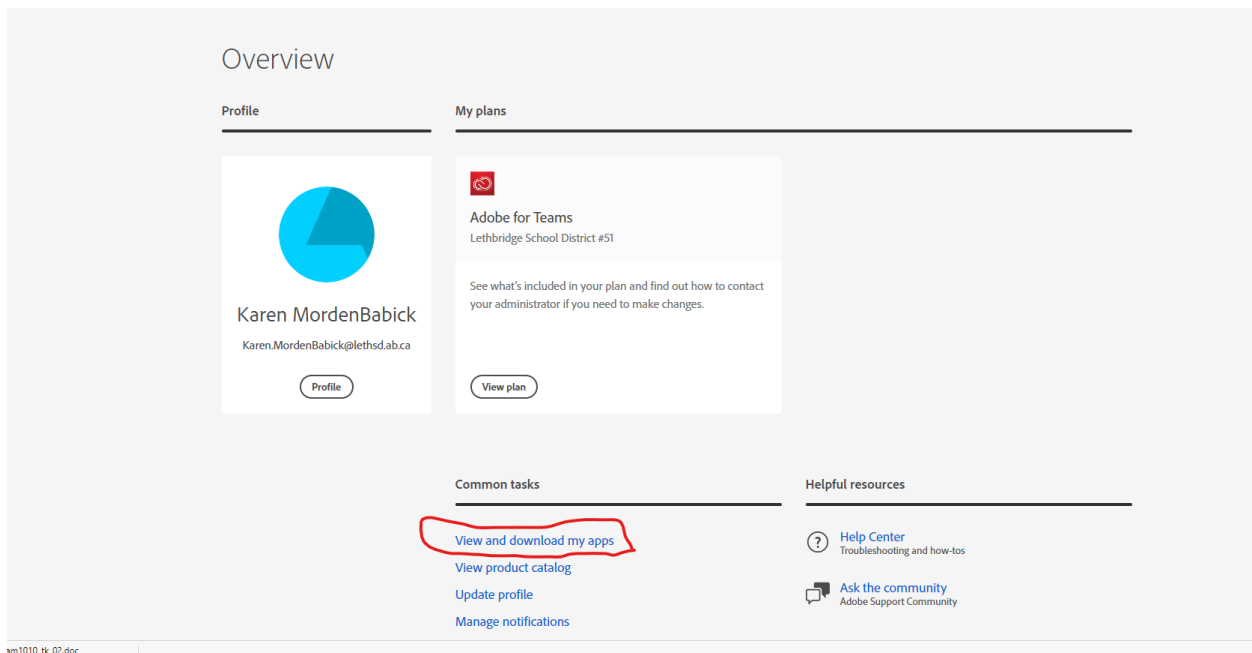 Overview
Profile
My plans
Adobe for Teams
Lethbridge School District #51
See what's included in your plan and find out how to contact
your administrator if you need to make changes.
Karen MordenBabick
Karen.MordenBabick@lethsd.ab.ca
Profile
View plan
Common tasks
Helpful resources
View and download my apps
View product catalog
Update profile
Manage notifications
Help Center
Troubleshooting and how-tos
Ask the community
Adobe Support Community
am1010_tk_02.doc